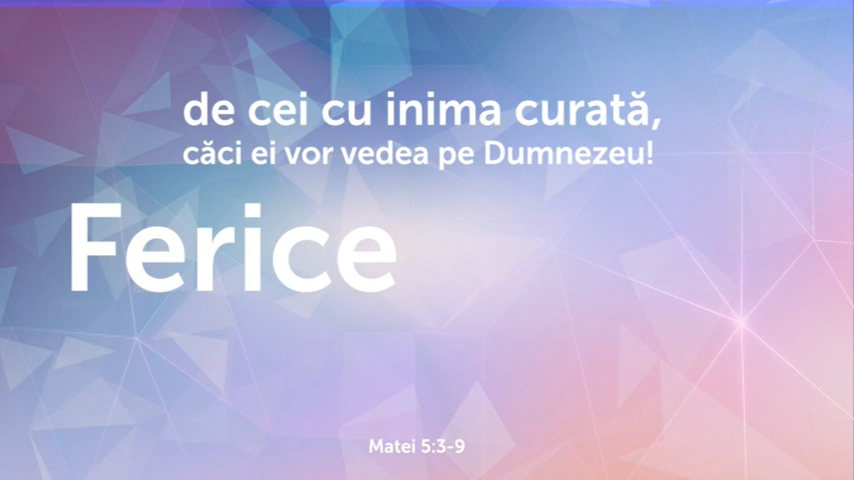 de cei cu inima curată,
căci ei vor vedea pe Dumnezeu!
Ferice
Matei 5:3-9